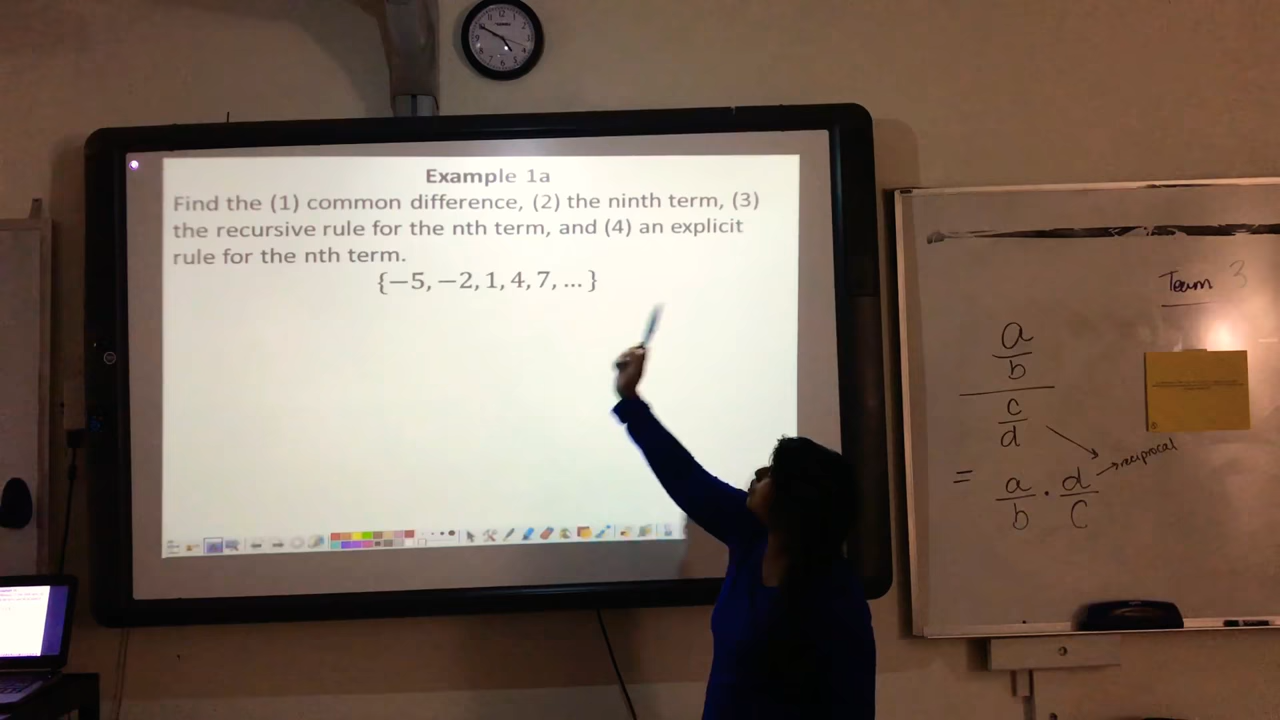 Example 1a
Find the (1) common difference, (2) the ninth term, (3)
the recursive rule for the nth term, and (4) an explicit
rule for the nth term.
{−5, −2, 1, 4, 7, ... }
Team 3
a
b
c
d
= a/b · d/c
reciprocal